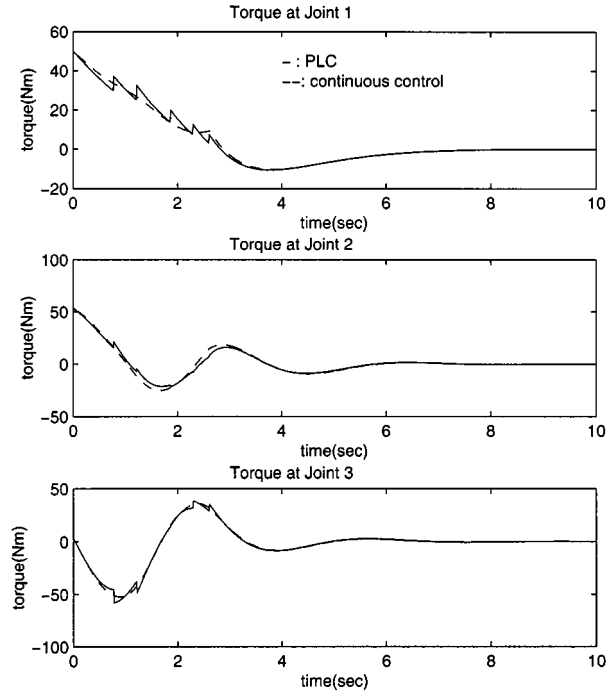 Torque at Joint 1
60
40
20
0
−20
torque(Nm)
– : PLC
−−: continuous control
0 2 4 6 8 10
time(sec)
Torque at Joint 2
100
50
0
−50
torque(Nm)
0 2 4 6 8 10
time(sec)
Torque at Joint 3
50
0
−50
−100
torque(Nm)
0 2 4 6 8 10
time(sec)